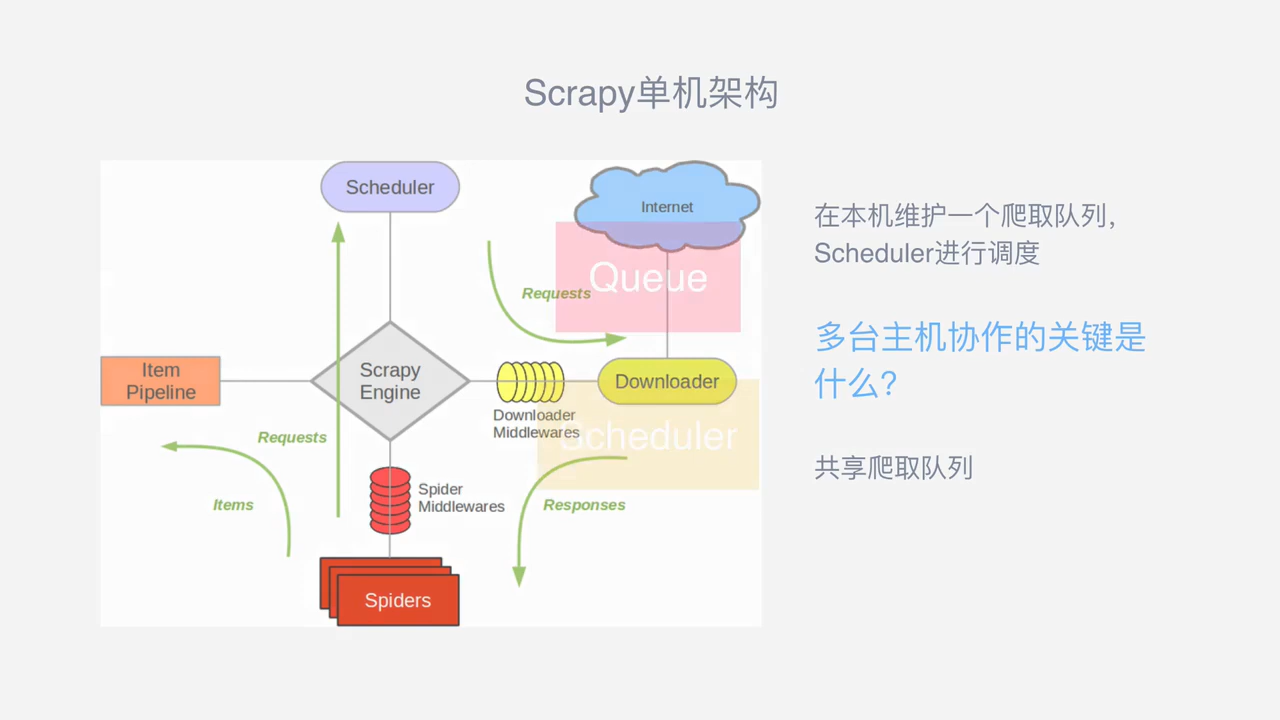 Scrapy单机架构
Scheduler
Internet
Queue
Requests
Item
Pipeline
Scrapy
Engine
Downloader
Downloader
Middlewares
Scheduler
Requests
Spider
Middlewares
Items
Responses
Spiders
在本机维护一个爬取队列，
Scheduler进行调度
多台主机协作的关键是
什么？
共享爬取队列